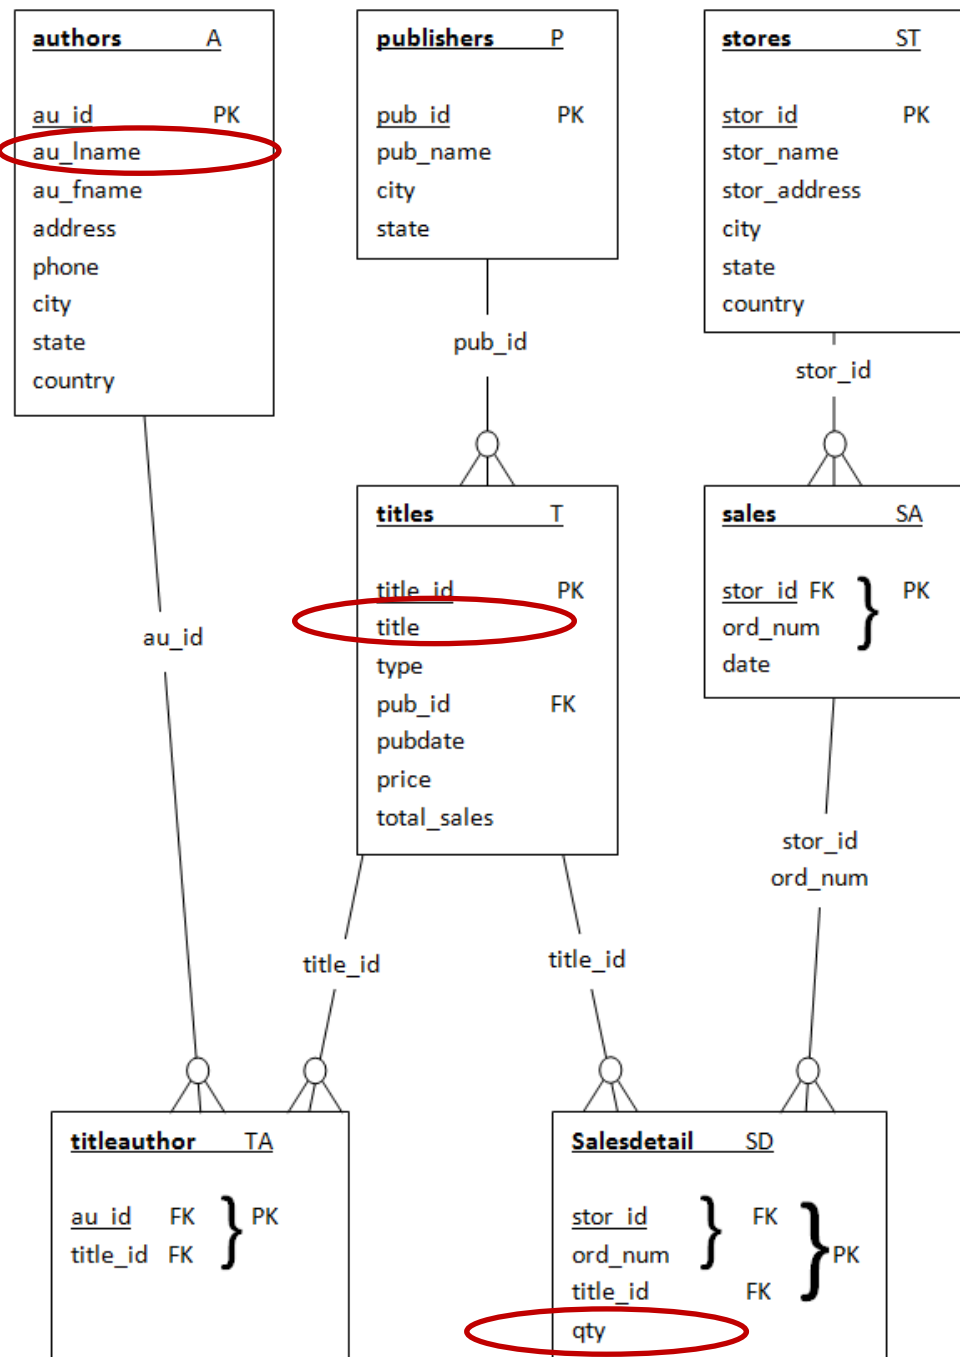 authors A
au_id PK
au_lname
au_fname
address
phone
city
state
country
publishers P
pub_id PK
pub_name
city
state
stores ST
stor_id PK
stor_name
stor_address
city
state
country
pub_id
stor_id
titles T
title_id PK
title
type
pub_id FK
pubdate
price
total_sales
sales SA
stor_id FK } PK
ord_num
date
au_id
stor_id
ord_num
title_id
title_id
titleauthor TA
au_id FK } PK
title_id FK
Salesdetail SD
stor_id } FK
ord_num } PK
title_id FK
qty